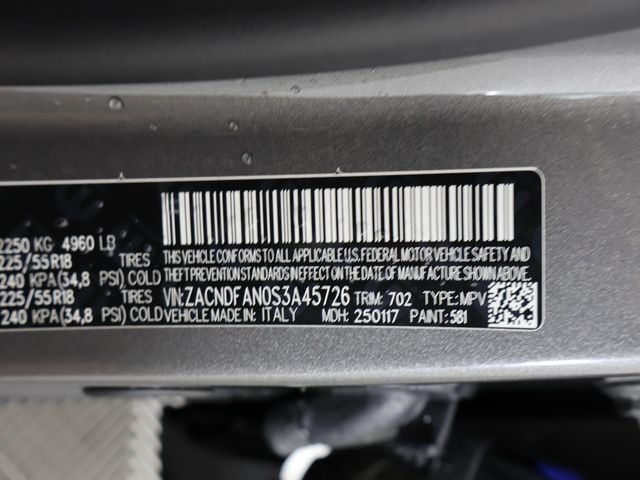 2250 KG 4960 LB
225/55R18 TIRES
240 KPA(34,8 PSI) COLD
225/55R18 TIRES
240 KPA(34,8 PSI) COLD
THIS VEHICLE CONFORMS TO ALL APPLICABLE U.S. FEDERAL MOTOR VEHICLE SAFETY AND
THEFT PREVENTION STANDARDS IN EFFECT ON THE DATE OF MANUFACTURE SHOWN ABOVE.
VIN: ZACNDFAN0S3A45726 TRIM: 702 TYPE: MPV
VEHICLE MADE IN: ITALY MDH: 250117 PAINT: 581